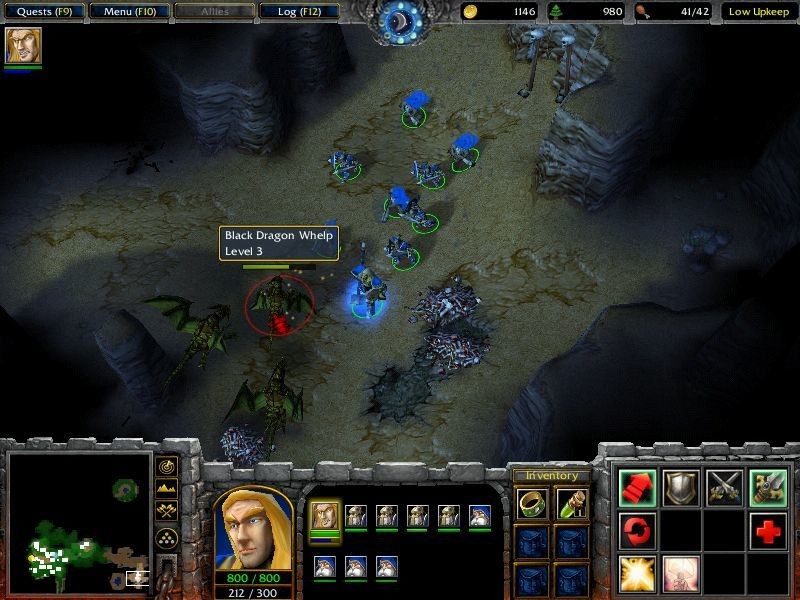 Quests (F9)
Menu (F10)
Allies
Log (F12)
1146
980
41/42
Low Upkeep
Black Dragon Whelp
Level 3
Inventory
800 / 800
212 / 300